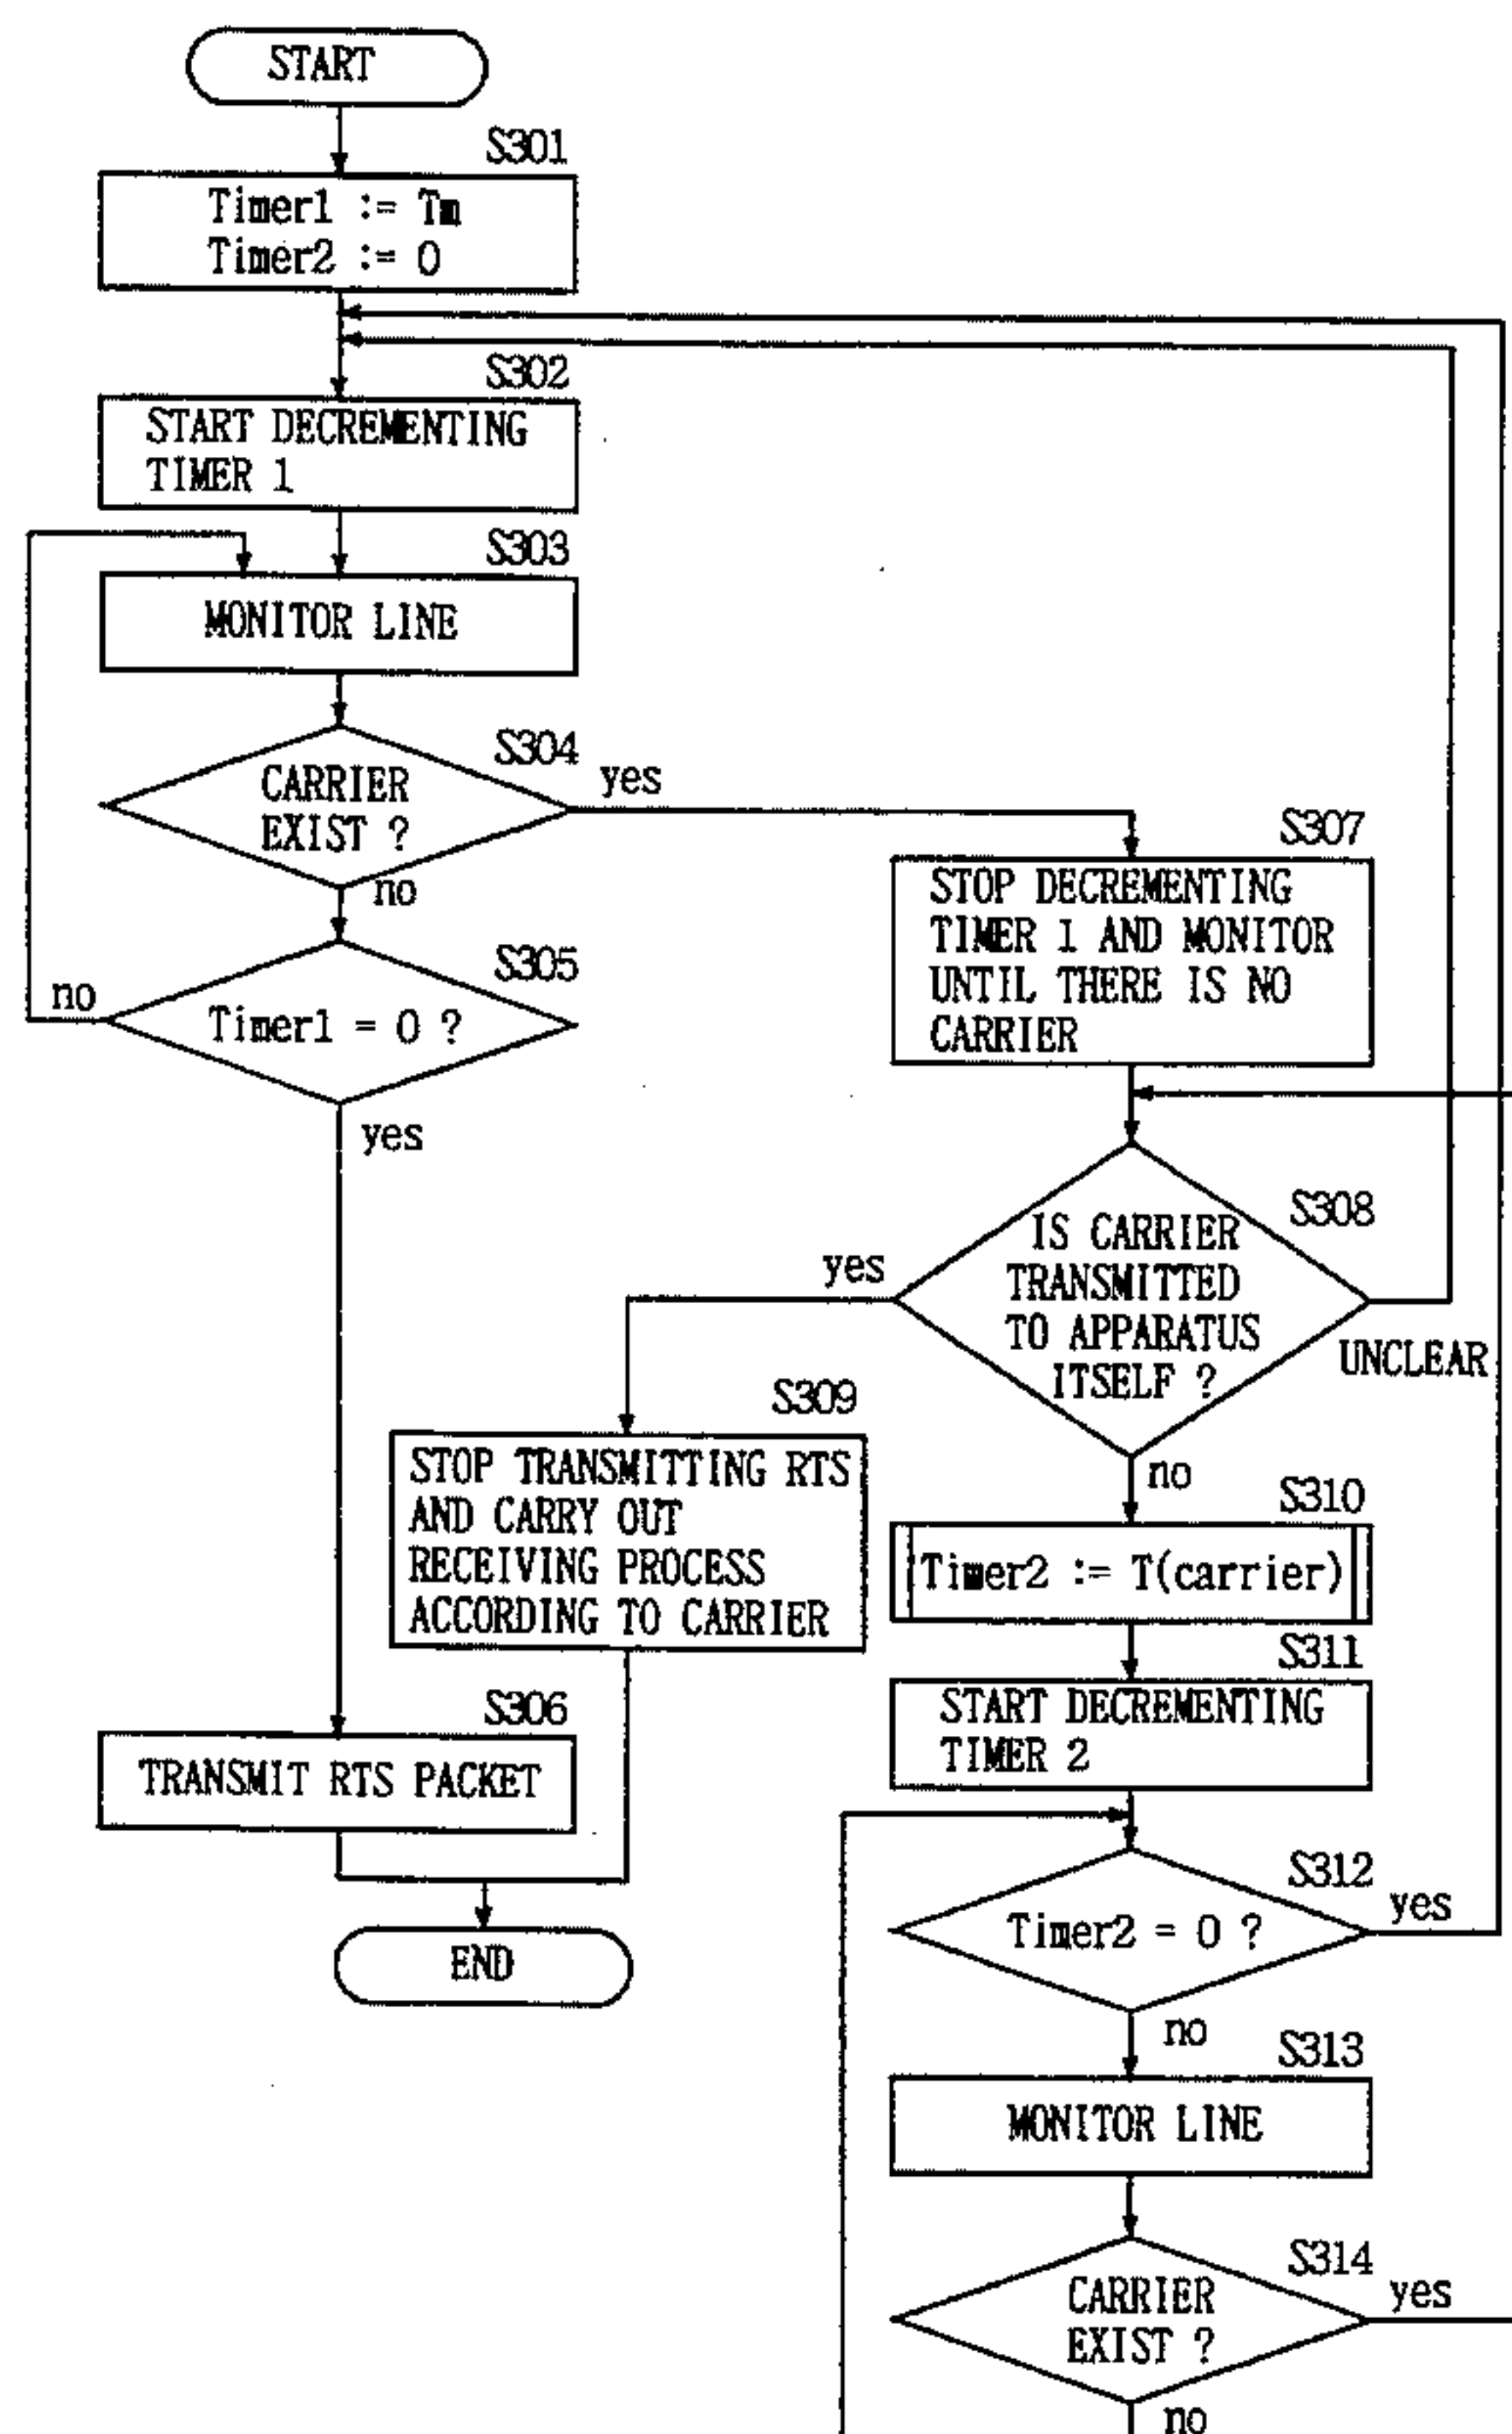 START
S301
Timer1 := Tm
Timer2 := 0
S302
START DECREMENTING
TIMER 1
S303
MONITOR LINE
S304
CARRIER
EXIST ?
yes
no
S305
Timer1 = 0 ?
no
yes
S307
STOP DECREMENTING
TIMER 1 AND MONITOR
UNTIL THERE IS NO
CARRIER
S308
IS CARRIER
TRANSMITTED
TO APPARATUS
ITSELF ?
yes
UNCLEAR
no
S309
STOP TRANSMITTING RTS
AND CARRY OUT
RECEIVING PROCESS
ACCORDING TO CARRIER
S310
Timer2 := T(carrier)
S311
START DECREMENTING
TIMER 2
S306
TRANSMIT RTS PACKET
END
S312
Timer2 = 0 ?
yes
no
S313
MONITOR LINE
S314
CARRIER
EXIST ?
yes
no